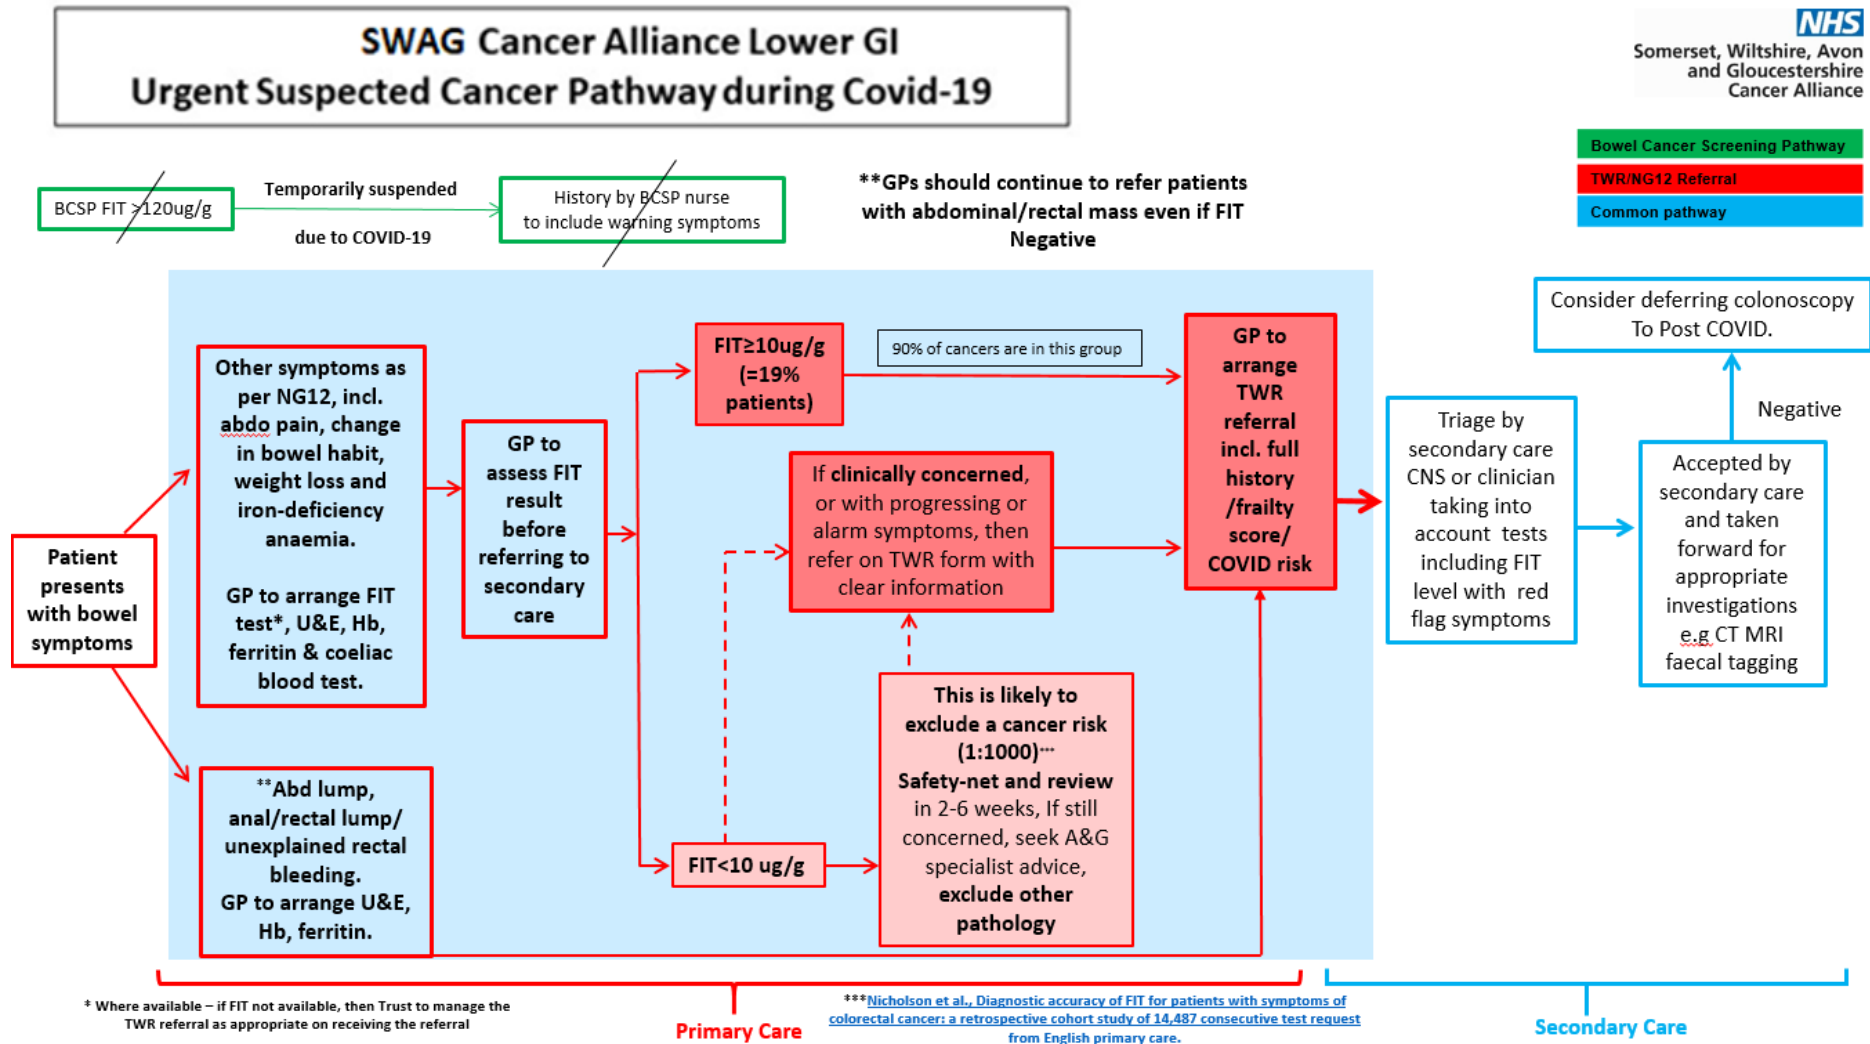 SWAG Cancer Alliance Lower GI
Urgent Suspected Cancer Pathway during Covid-19
NHS
Somerset, Wiltshire, Avon
and Gloucestershire
Cancer Alliance
Bowel Cancer Screening Pathway
TWR/NG12 Referral
Common pathway
BCSP FIT >120ug/g
Temporarily suspended
due to COVID-19
History by BCSP nurse
to include warning symptoms
**GPs should continue to refer patients
with abdominal/rectal mass even if FIT
Negative
Patient
presents
with bowel
symptoms
Other symptoms as
per NG12, incl.
abdo pain, change
in bowel habit,
weight loss and
iron-deficiency
anaemia.
GP to arrange FIT
test*, U&E, Hb,
ferritin & coeliac
blood test.
**Abd lump,
anal/rectal lump/
unexplained rectal
bleeding.
GP to arrange U&E,
Hb, ferritin.
GP to
assess FIT
result
before
referring to
secondary
care
FIT≥10ug/g
(=19%
patients)
90% of cancers are in this group
If clinically concerned,
or with progressing or
alarm symptoms, then
refer on TWR form with
clear information
FIT<10 ug/g
This is likely to
exclude a cancer risk
(1:1000)***
Safety-net and review
in 2-6 weeks, If still
concerned, seek A&G
specialist advice,
exclude other
pathology
GP to
arrange
TWR
referral
incl. full
history
/frailty
score/
COVID risk
Triage by
secondary care
CNS or clinician
taking into
account tests
including FIT
level with red
flag symptoms
Accepted by
secondary care
and taken
forward for
appropriate
investigations
e.g CT MRI
faecal tagging
Negative
Consider deferring colonoscopy
To Post COVID.
* Where available – if FIT not available, then Trust to manage the
TWR referral as appropriate on receiving the referral
Primary Care
***Nicholson et al., Diagnostic accuracy of FIT for patients with symptoms of
colorectal cancer: a retrospective cohort study of 14,487 consecutive test request
from English primary care.
Secondary Care